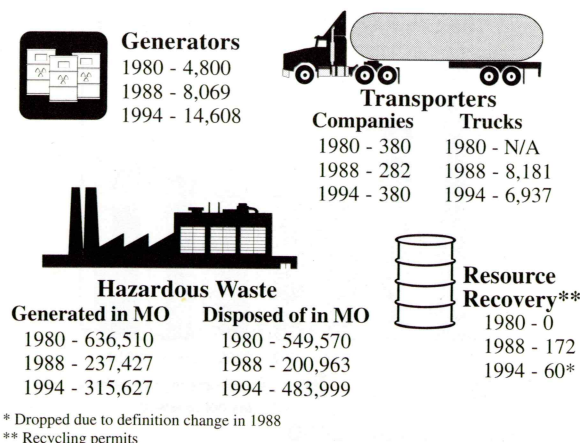 Generators
1980 - 4,800
1988 - 8,069
1994 - 14,608
Transporters
Companies Trucks
1980 - 380 1980 - N/A
1988 - 282 1988 - 8,181
1994 - 380 1994 - 6,937
Hazardous Waste
Generated in MO Disposed of in MO
1980 - 636,510 1980 - 549,570
1988 - 237,427 1988 - 200,963
1994 - 315,627 1994 - 483,999
Resource
Recovery**
1980 - 0
1988 - 172
1994 - 60*
* Dropped due to definition change in 1988
** Recycling permits